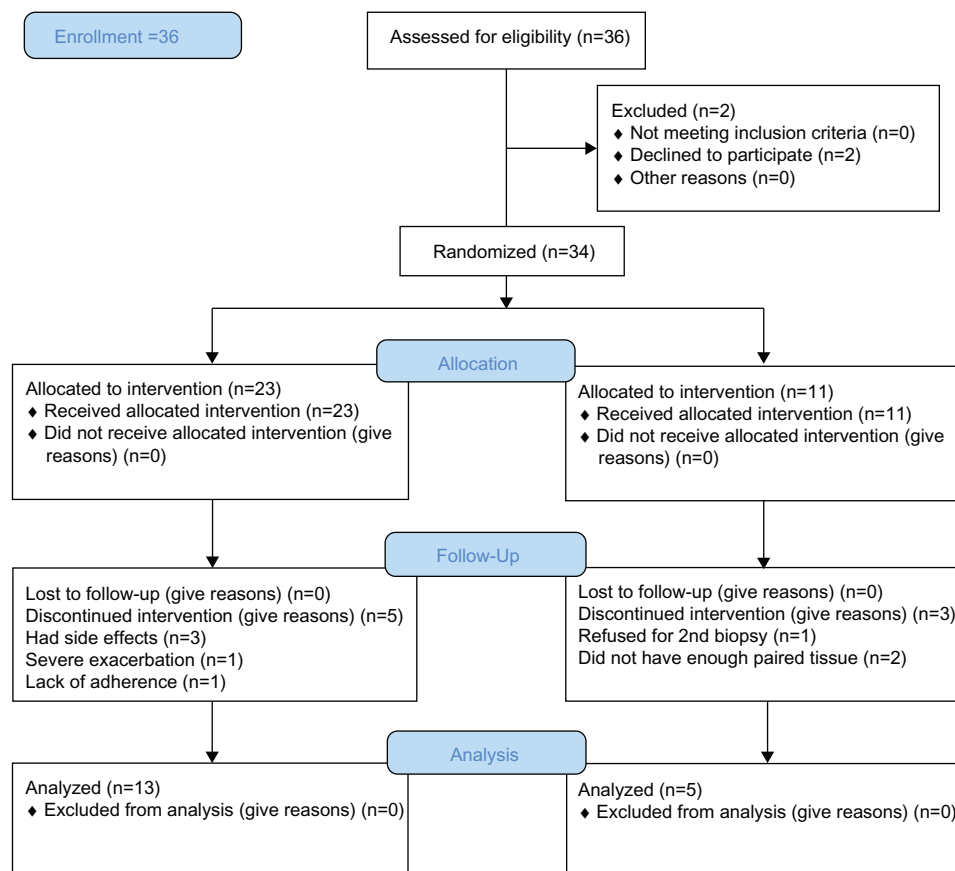 Enrollment =36
Assessed for eligibility (n=36)
Excluded (n=2)
♦ Not meeting inclusion criteria (n=0)
♦ Declined to participate (n=2)
♦ Other reasons (n=0)
Randomized (n=34)
Allocation
Allocated to intervention (n=23)
♦ Received allocated intervention (n=23)
♦ Did not receive allocated intervention (give
reasons) (n=0)
Allocated to intervention (n=11)
♦ Received allocated intervention (n=11)
♦ Did not receive allocated intervention (give
reasons) (n=0)
Follow-Up
Lost to follow-up (give reasons) (n=0)
Discontinued intervention (give reasons) (n=5)
Had side effects (n=3)
Severe exacerbation (n=1)
Lack of adherence (n=1)
Lost to follow-up (give reasons) (n=0)
Discontinued intervention (give reasons) (n=3)
Refused for 2nd biopsy (n=1)
Did not have enough paired tissue (n=2)
Analysis
Analyzed (n=13)
♦ Excluded from analysis (give reasons) (n=0)
Analyzed (n=5)
♦ Excluded from analysis (give reasons) (n=0)